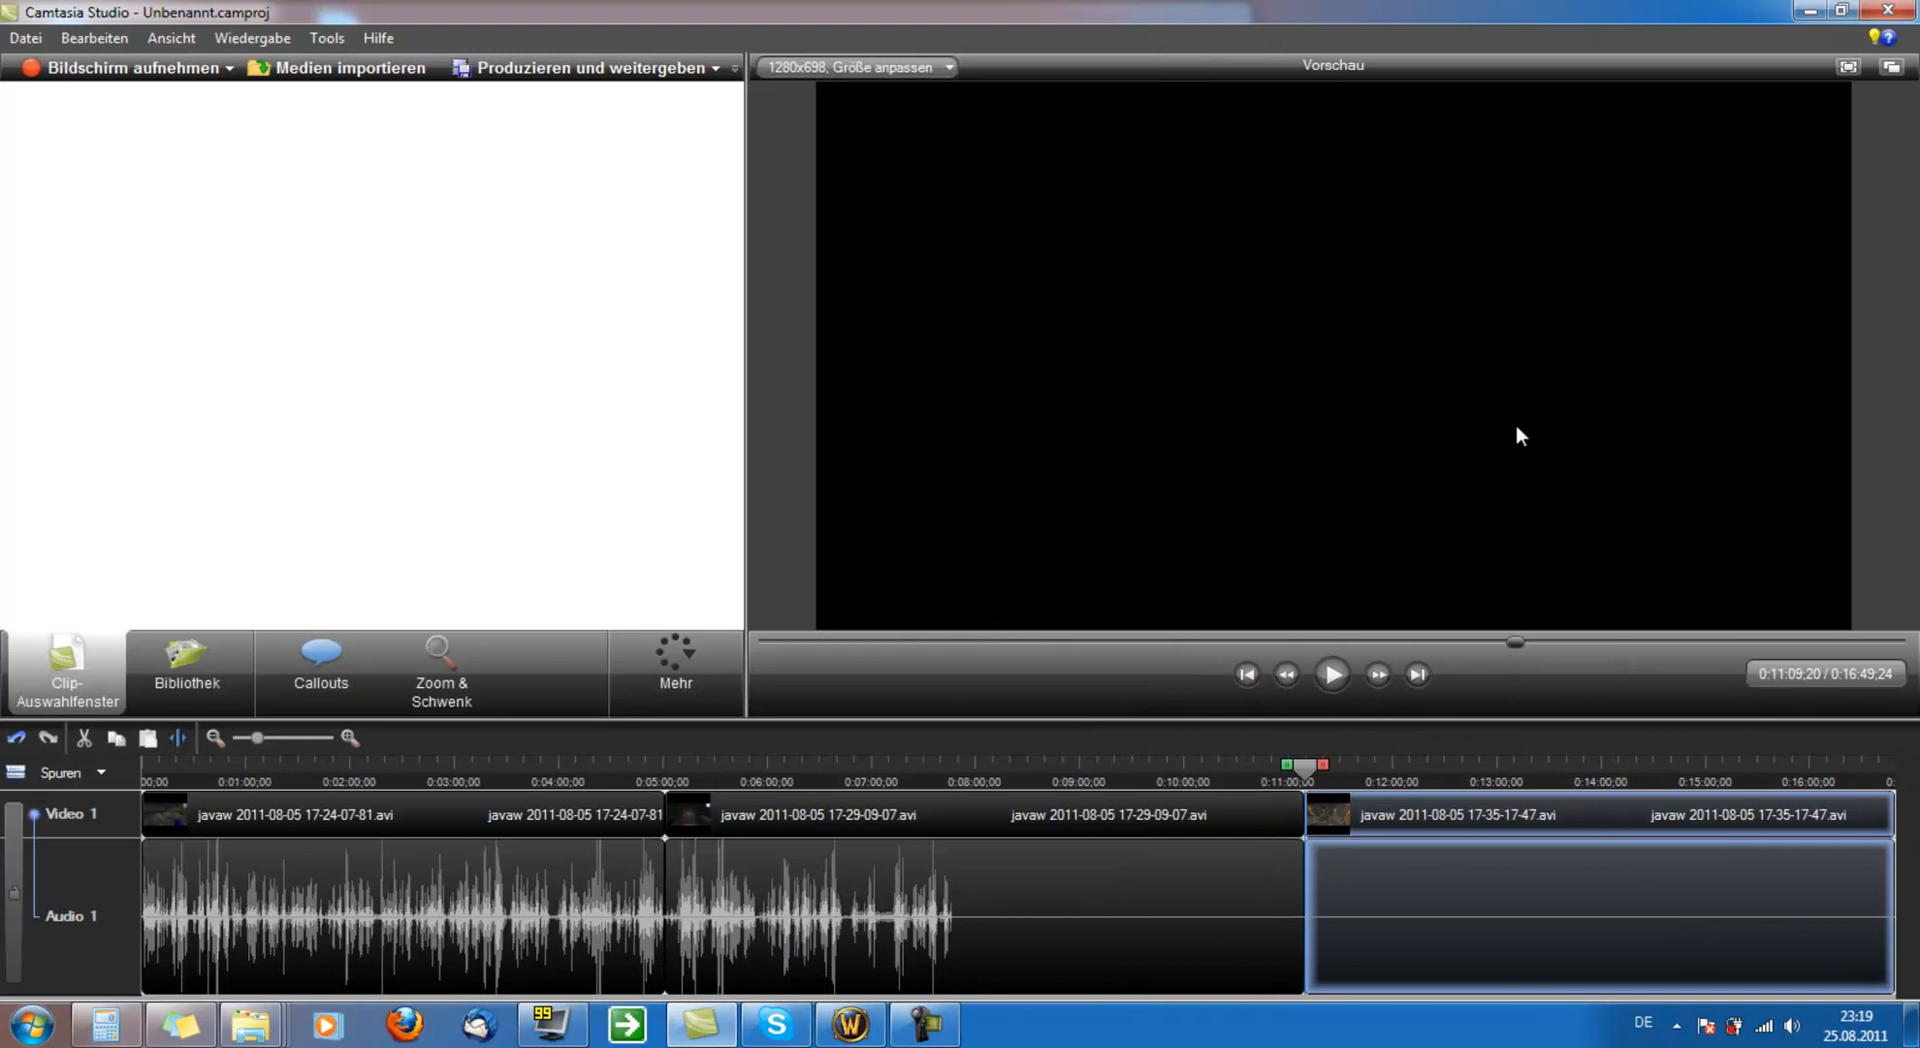 Camtasia Studio - Unbenannt.camproj
Datei Bearbeiten Ansicht Wiedergabe Tools Hilfe
Bildschirm aufnehmen Medien importieren Produzieren und weitergeben
1280x698, Größe anpassen
Vorschau
Clip-
Auswahlfenster
Bibliothek
Callouts
Zoom &
Schwenk
Mehr
0:11:09;20 / 0:16:49;24
Spuren
00;00 0:01:00;00 0:02:00;00 0:03:00;00 0:04:00;00 0:05:00;00 0:06:00;00 0:07:00;00 0:08:00;00 0:09:00;00 0:10:00;00 0:11:00;00 0:12:00;00 0:13:00;00 0:14:00;00 0:15:00;00 0:16:00;00 0:
Video 1
javaw 2011-08-05 17-24-07-81.avi javaw 2011-08-05 17-24-07-81 javaw 2011-08-05 17-29-09-07.avi javaw 2011-08-05 17-29-09-07.avi javaw 2011-08-05 17-35-17-47.avi javaw 2011-08-05 17-35-17-47.avi
Audio 1
99
S
W
DE
23:19
25.08.2011